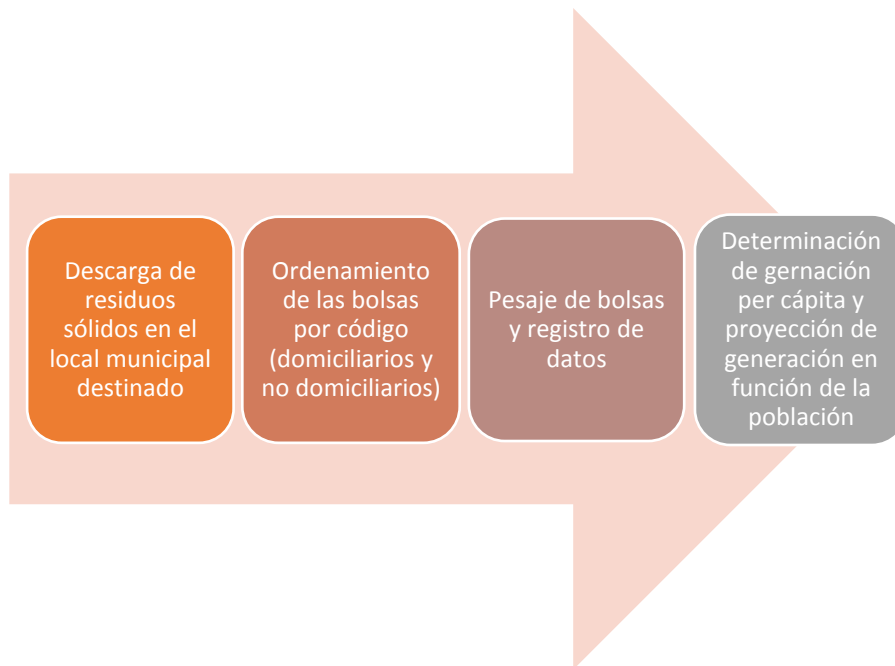 Descarga de
residuos
sólidos en el
local municipal
destinado
Ordenamiento
de las bolsas
por código
(domiciliarios y
no domiciliarios)
Pesaje de bolsas
y registro de
datos
Determinación
de gernación
per cápita y
proyección de
generación en
función de la
población